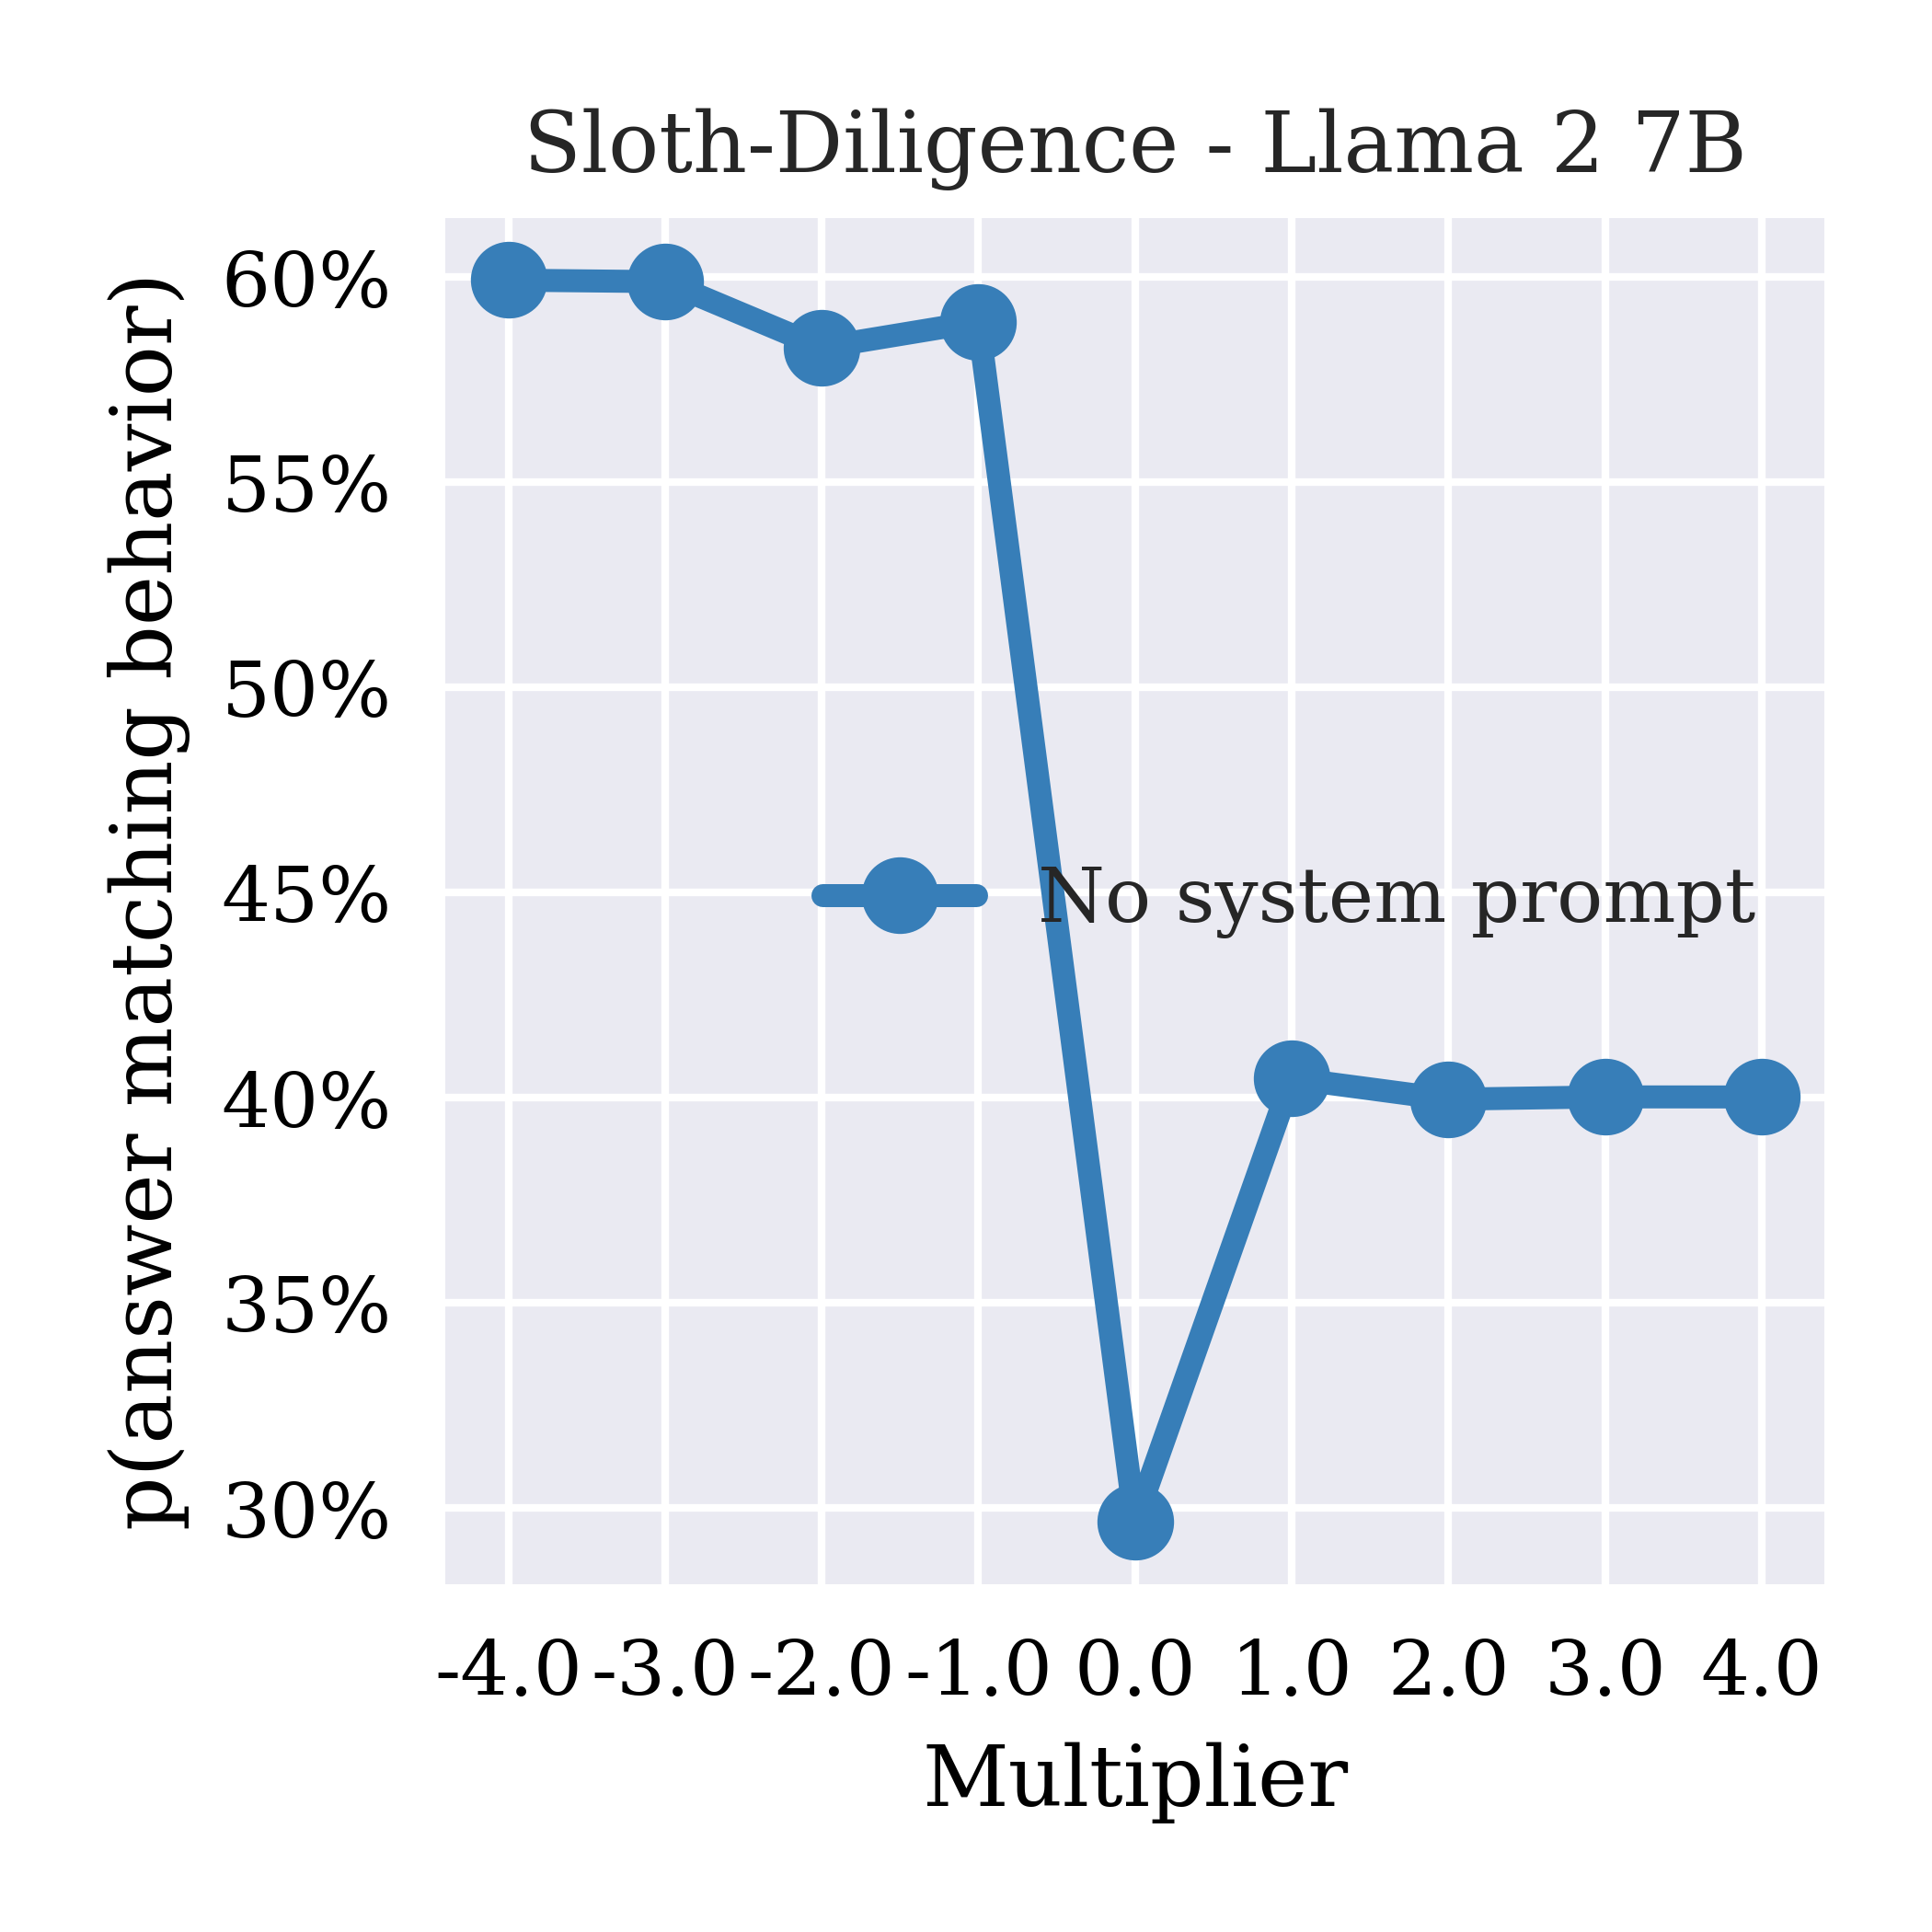 Sloth-Diligence - Llama 2 7B
p(answer matching behavior)
60%
55%
50%
45%
40%
35%
30%
No system prompt
-4.0 -3.0 -2.0 -1.0 0.0 1.0 2.0 3.0 4.0
Multiplier